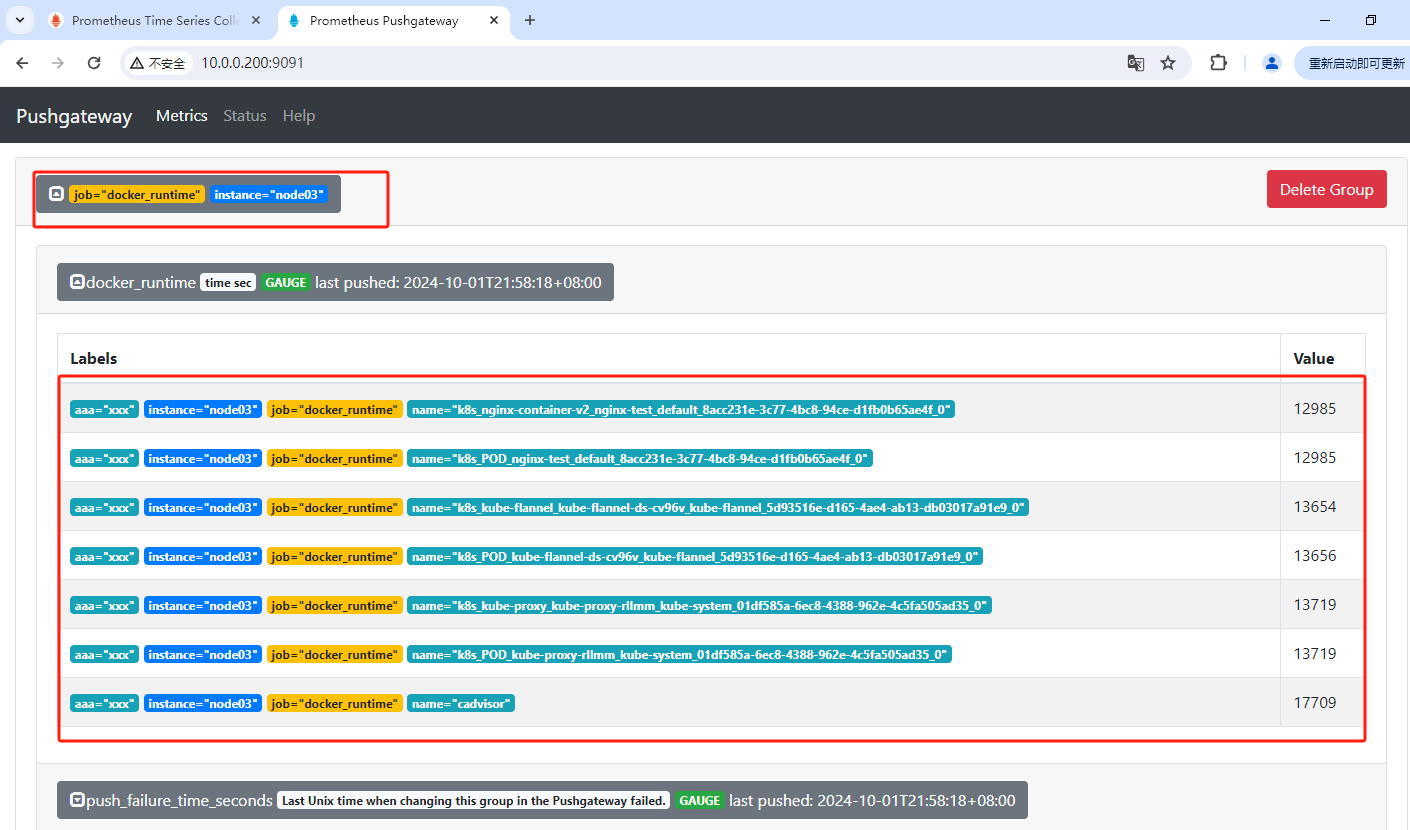 Prometheus Time Series Colle
Prometheus Pushgateway
不安全 10.0.0.200:9091 重新启动即可更新
Pushgateway Metrics Status Help
job="docker_runtime" instance="node03" Delete Group
docker_runtime time sec GAUGE last pushed: 2024-10-01T21:58:18+08:00
Labels Value
aaa="xxx" instance="node03" job="docker_runtime" name="k8s_nginx-container-v2_nginx-test_default_8acc231e-3c77-4bc8-94ce-d1fb0b65ae4f_0" 12985
aaa="xxx" instance="node03" job="docker_runtime" name="k8s_POD_nginx-test_default_8acc231e-3c77-4bc8-94ce-d1fb0b65ae4f_0" 12985
aaa="xxx" instance="node03" job="docker_runtime" name="k8s_kube-flannel_kube-flannel-ds-cv96v_kube-flannel_5d93516e-d165-4ae4-ab13-db03017a91e9_0" 13654
aaa="xxx" instance="node03" job="docker_runtime" name="k8s_POD_kube-flannel-ds-cv96v_kube-flannel_5d93516e-d165-4ae4-ab13-db03017a91e9_0" 13656
aaa="xxx" instance="node03" job="docker_runtime" name="k8s_kube-proxy_kube-proxy-rllmm_kube-system_01df585a-6ec8-4388-962e-4c5fa505ad35_0" 13719
aaa="xxx" instance="node03" job="docker_runtime" name="k8s_POD_kube-proxy-rllmm_kube-system_01df585a-6ec8-4388-962e-4c5fa505ad35_0" 13719
aaa="xxx" instance="node03" job="docker_runtime" name="cadvisor" 17709
push_failure_time_seconds Last Unix time when changing this group in the Pushgateway failed. GAUGE last pushed: 2024-10-01T21:58:18+08:00